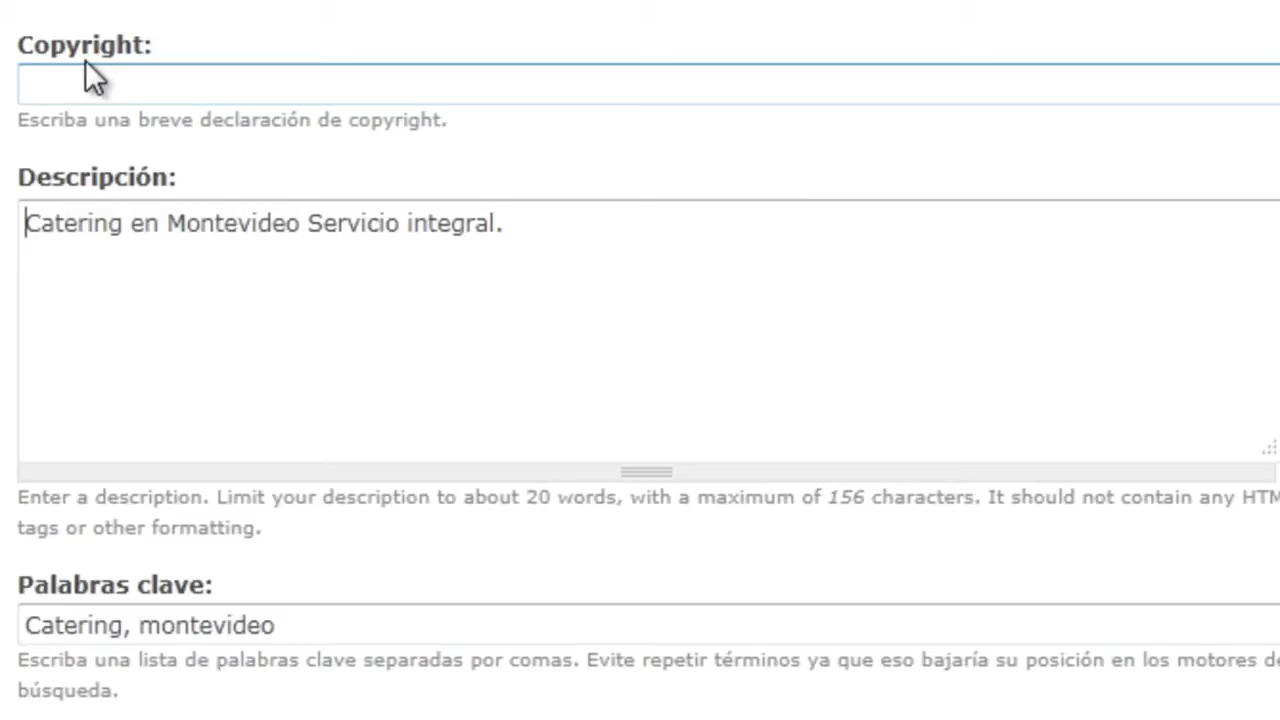 Copyright:
Escriba una breve declaración de copyright.
Descripción:
Catering en Montevideo Servicio integral.
Enter a description. Limit your description to about 20 words, with a maximum of 156 characters. It should not contain any HTM
tags or other formatting.
Palabras clave:
Catering, montevideo
Escriba una lista de palabras clave separadas por comas. Evite repetir términos ya que eso bajaría su posición en los motores de
búsqueda.